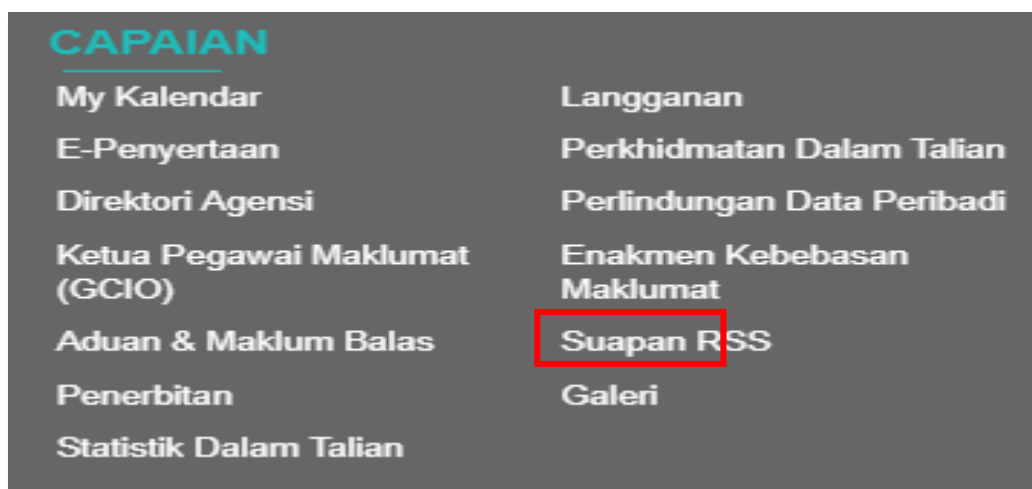 CAPAIAN
My Kalendar
E-Penyertaan
Direktori Agensi
Ketua Pegawai Maklumat
(GCIO)
Aduan & Maklum Balas
Penerbitan
Statistik Dalam Talian
Langganan
Perkhidmatan Dalam Talian
Perlindungan Data Peribadi
Enakmen Kebebasan
Maklumat
Suapan RSS
Galeri